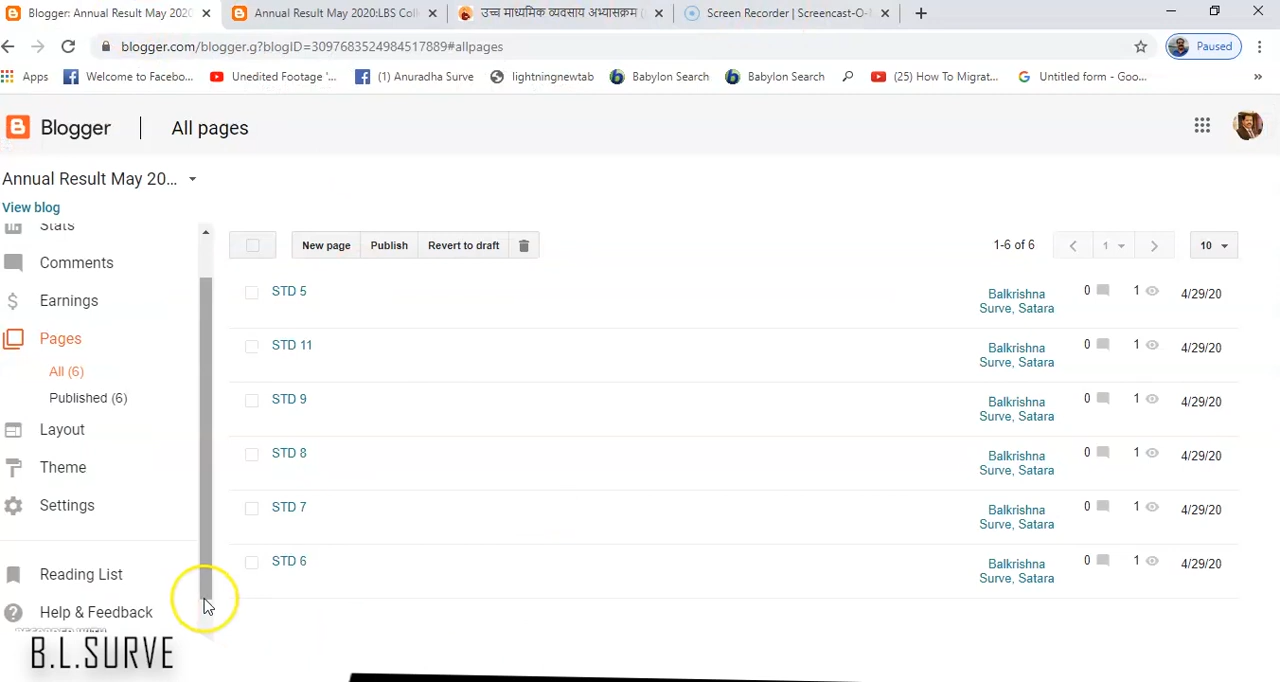 Blogger: Annual Result May 2020
Annual Result May 2020:LBS Coll
उच्च माध्यमिक व्यवसाय अभ्यासक्रम (
Screen Recorder | Screencast-O-
blogger.com/blogger.g?blogID=3097683524984517889#allpages
Paused
Apps
Welcome to Facebo...
Unedited Footage '...
(1) Anuradha Surve
lightningnewtab
Babylon Search
Babylon Search
(25) How To Migrat...
Untitled form - Goo...
»
Blogger
All pages
Annual Result May 20...
View blog
Stats
Comments
Earnings
Pages
All (6)
Published (6)
Layout
Theme
Settings
Reading List
Help & Feedback
New page
Publish
Revert to draft
1-6 of 6
1
10
STD 5
Balkrishna
Surve, Satara
0
1
4/29/20
STD 11
Balkrishna
Surve, Satara
0
1
4/29/20
STD 9
Balkrishna
Surve, Satara
0
1
4/29/20
STD 8
Balkrishna
Surve, Satara
0
1
4/29/20
STD 7
Balkrishna
Surve, Satara
0
1
4/29/20
STD 6
Balkrishna
Surve, Satara
0
1
4/29/20
RECORDED WITH
B.L.SURVE